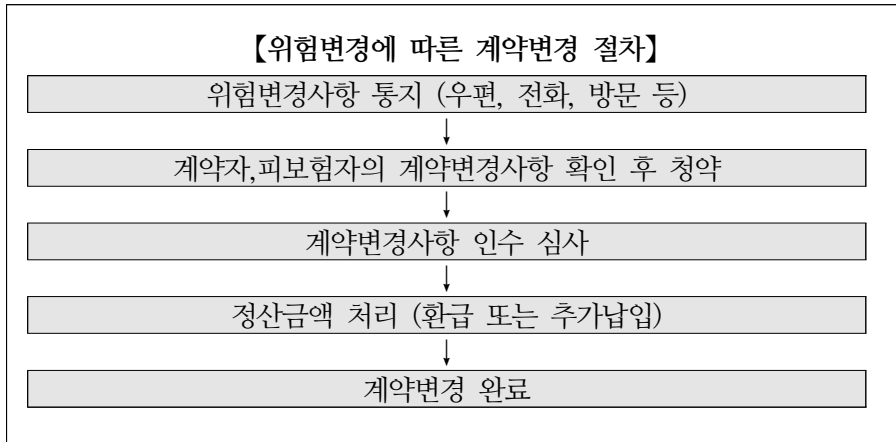 【위험변경에 따른 계약변경 절차】
위험변경사항 통지 (우편, 전화, 방문 등)
계약자,피보험자의 계약변경사항 확인 후 청약
계약변경사항 인수 심사
정산금액 처리 (환급 또는 추가납입)
계약변경 완료